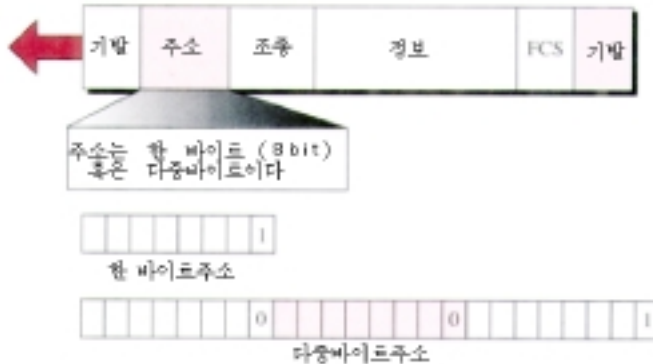 기발 주소 조종 정보 FCS 기발
주소는 한 바이트 (8bit)
혹은 다중바이트이다
1
한 바이트주소
0 0 1
다중바이트주소